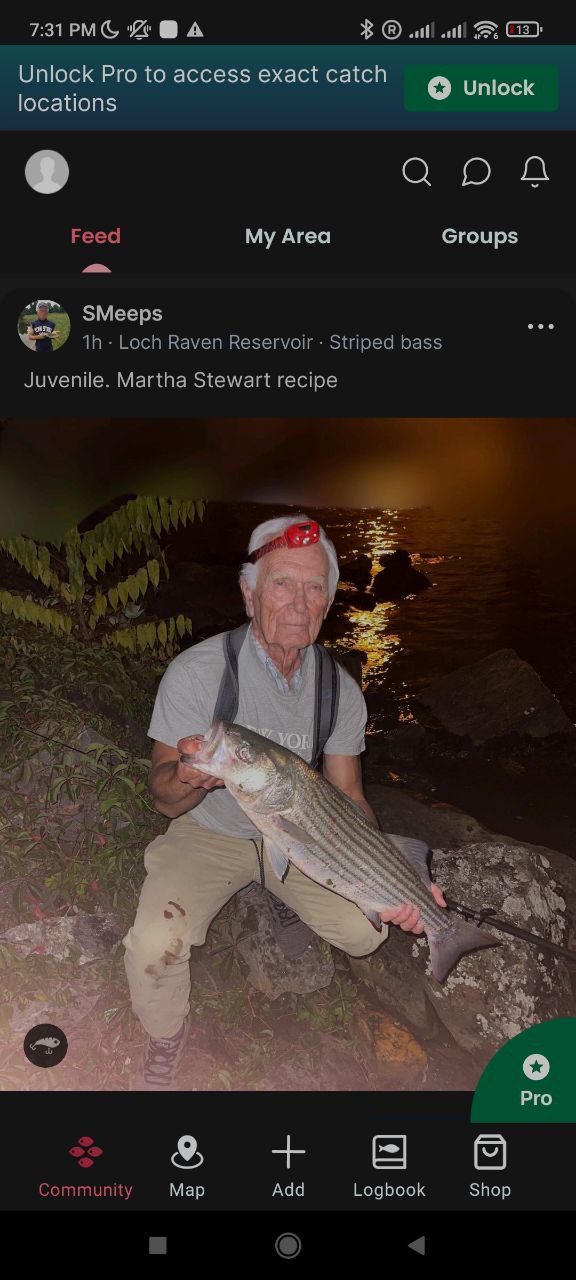 7:31 PM
13
Unlock Pro to access exact catch
locations
Unlock
Feed
My Area
Groups
SMeeps
1h · Loch Raven Reservoir · Striped bass
Juvenile. Martha Stewart recipe
Pro
Community
Map
Add
Logbook
Shop